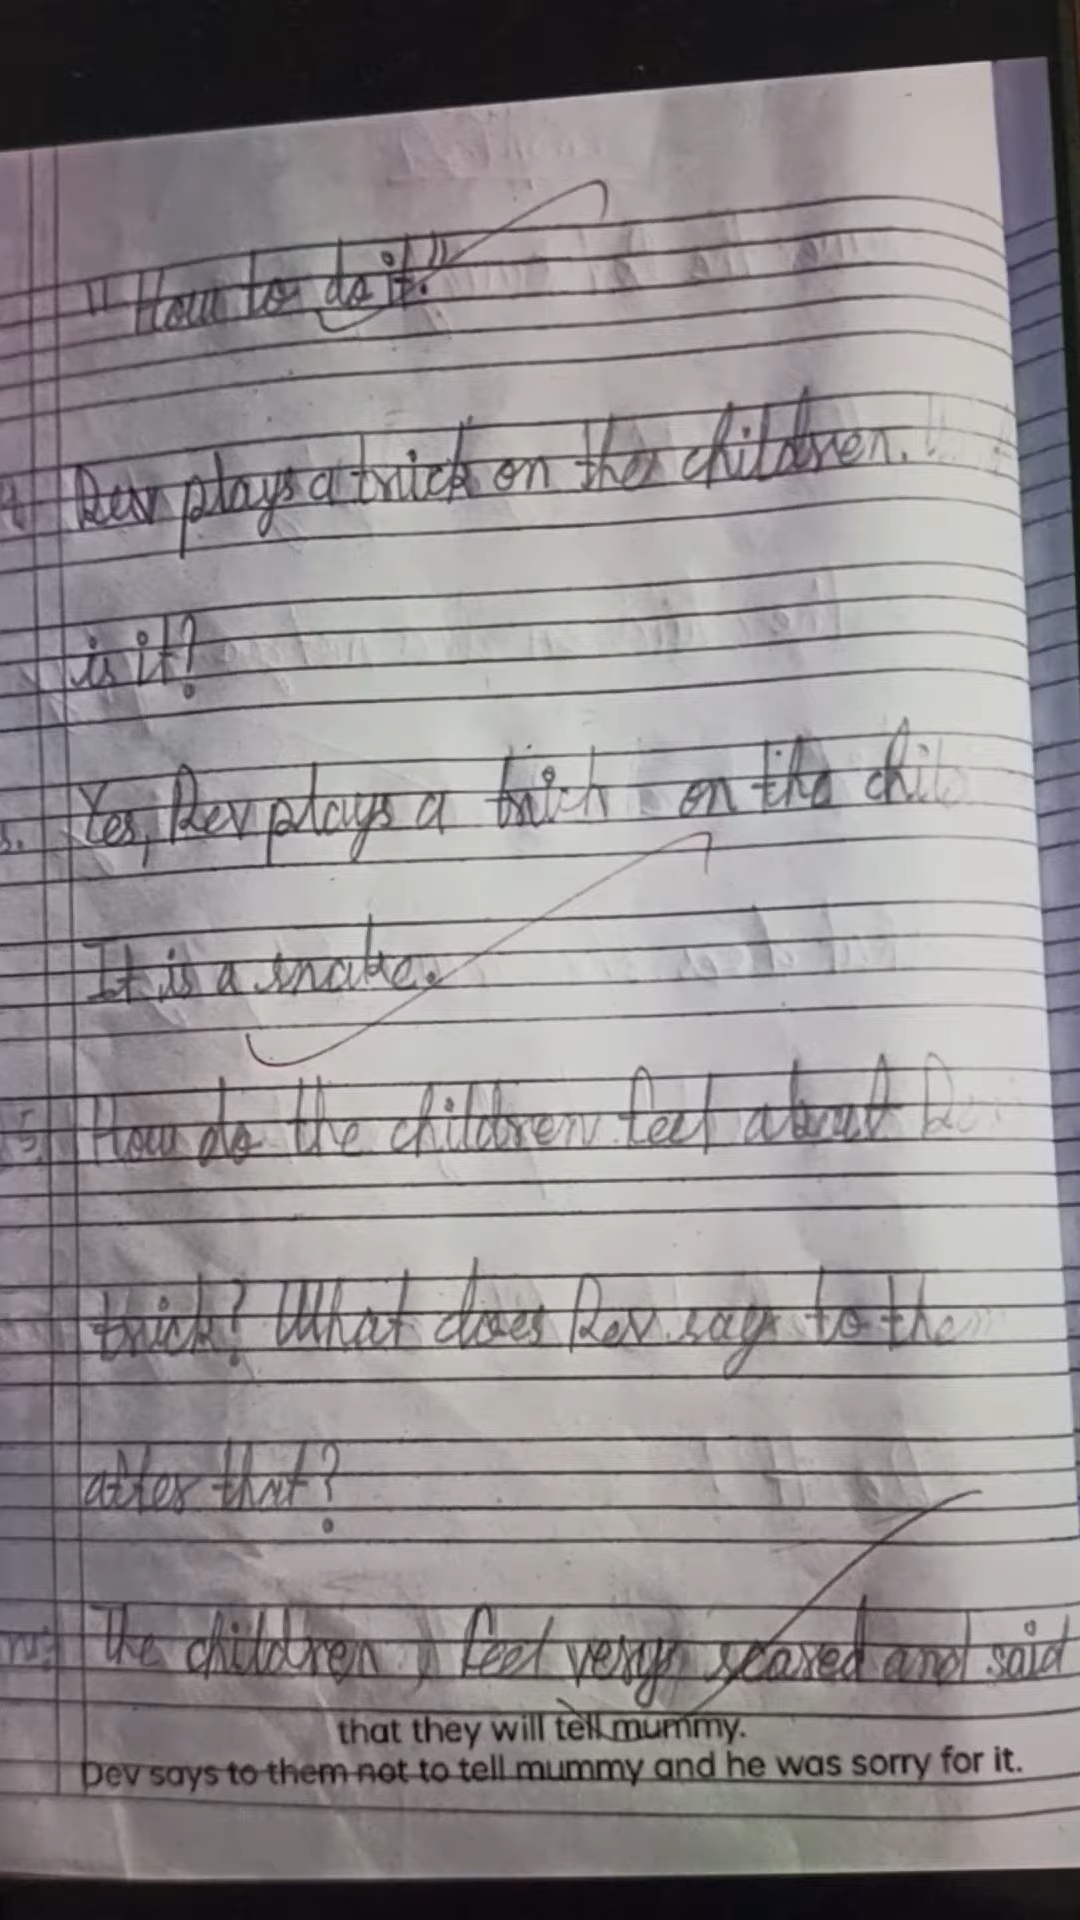 "How to do it."
Dev plays a trick on the children.
is it?
Yes, Dev plays a trick on the chil
It is a snake.
5. How do the children feel about
trick? What does Dev say to the
after that?
The children feel very scared and said
that they will tell mummy.
Dev says to them not to tell mummy and he was sorry for it.